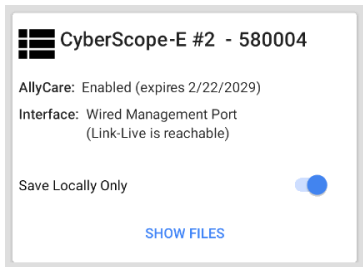 CyberScope-E #2 - 580004
AllyCare: Enabled (expires 2/22/2029)
Interface: Wired Management Port
(Link-Live is reachable)
Save Locally Only
SHOW FILES